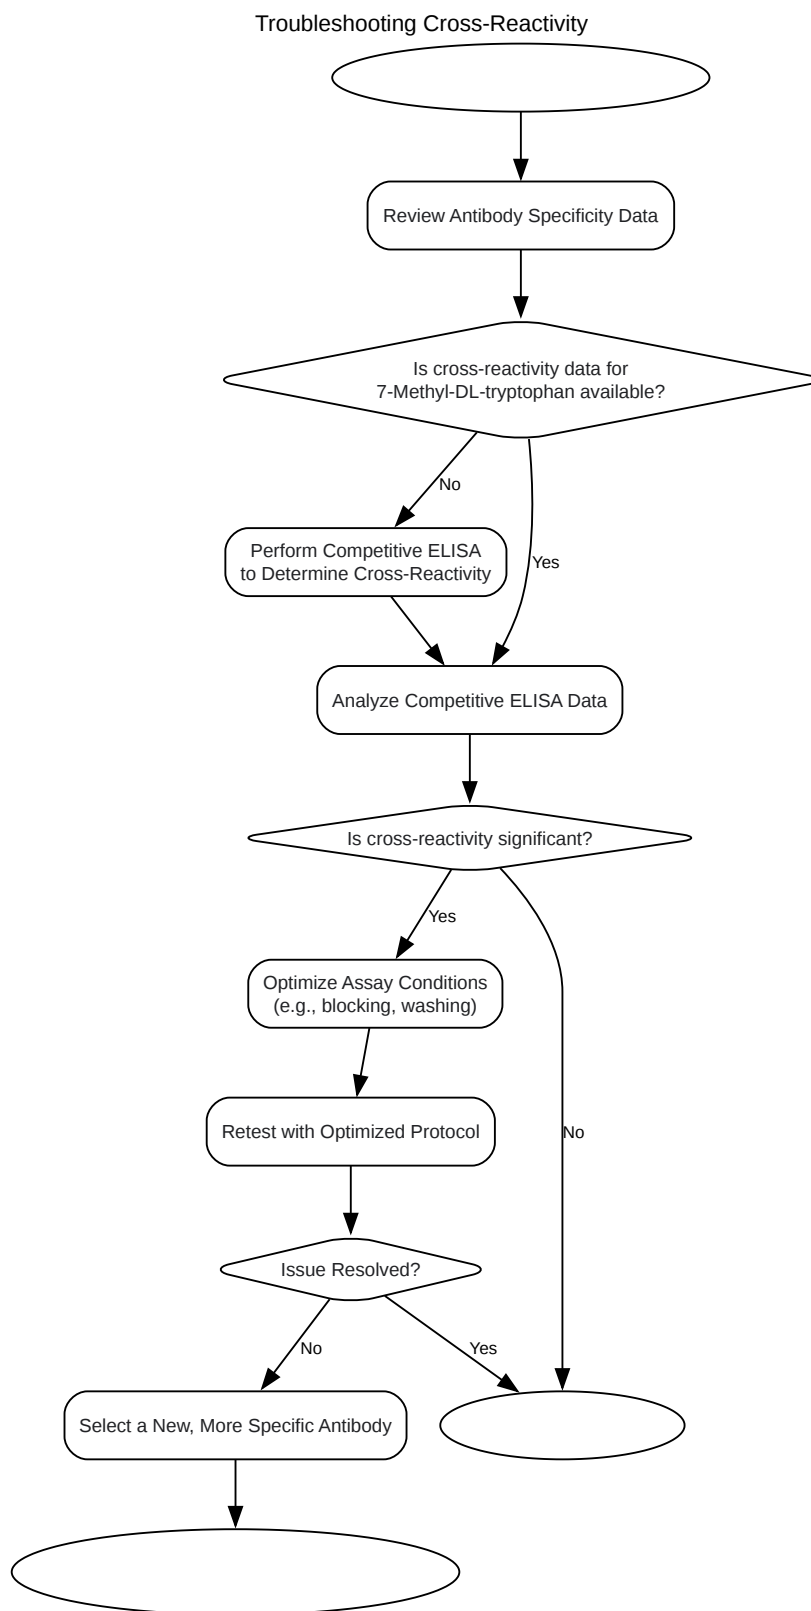 Troubleshooting Cross-Reactivity
Review Antibody Specificity Data
Is cross-reactivity data for
7-Methyl-DL-tryptophan available?
No
Perform Competitive ELISA
to Determine Cross-Reactivity
Yes
Analyze Competitive ELISA Data
Is cross-reactivity significant?
Yes
Optimize Assay Conditions
(e.g., blocking, washing)
Retest with Optimized Protocol
No
Issue Resolved?
No
Yes
Select a New, More Specific Antibody